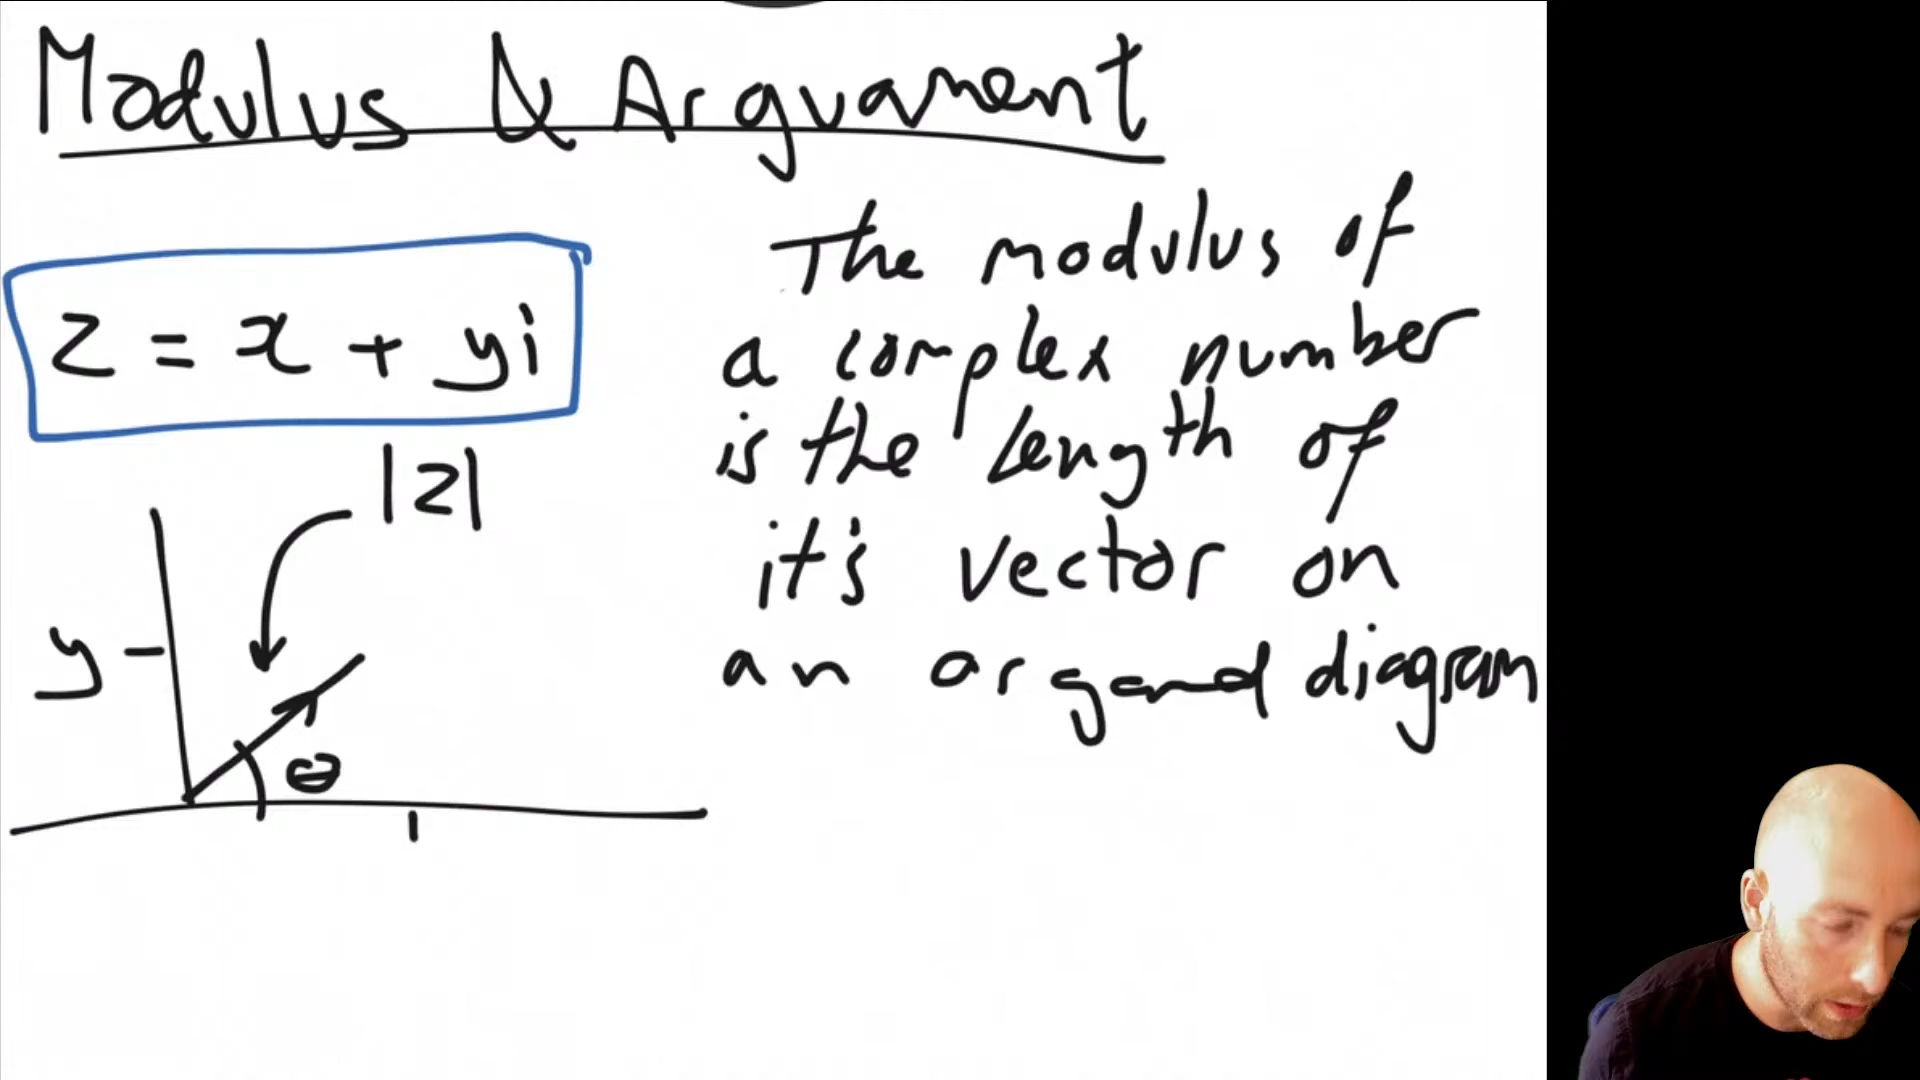 Modulus & Arguament
z = x + yi
|z|
y
θ
The modulus of
a complex number
is the length of
it's vector on
an argand diagram